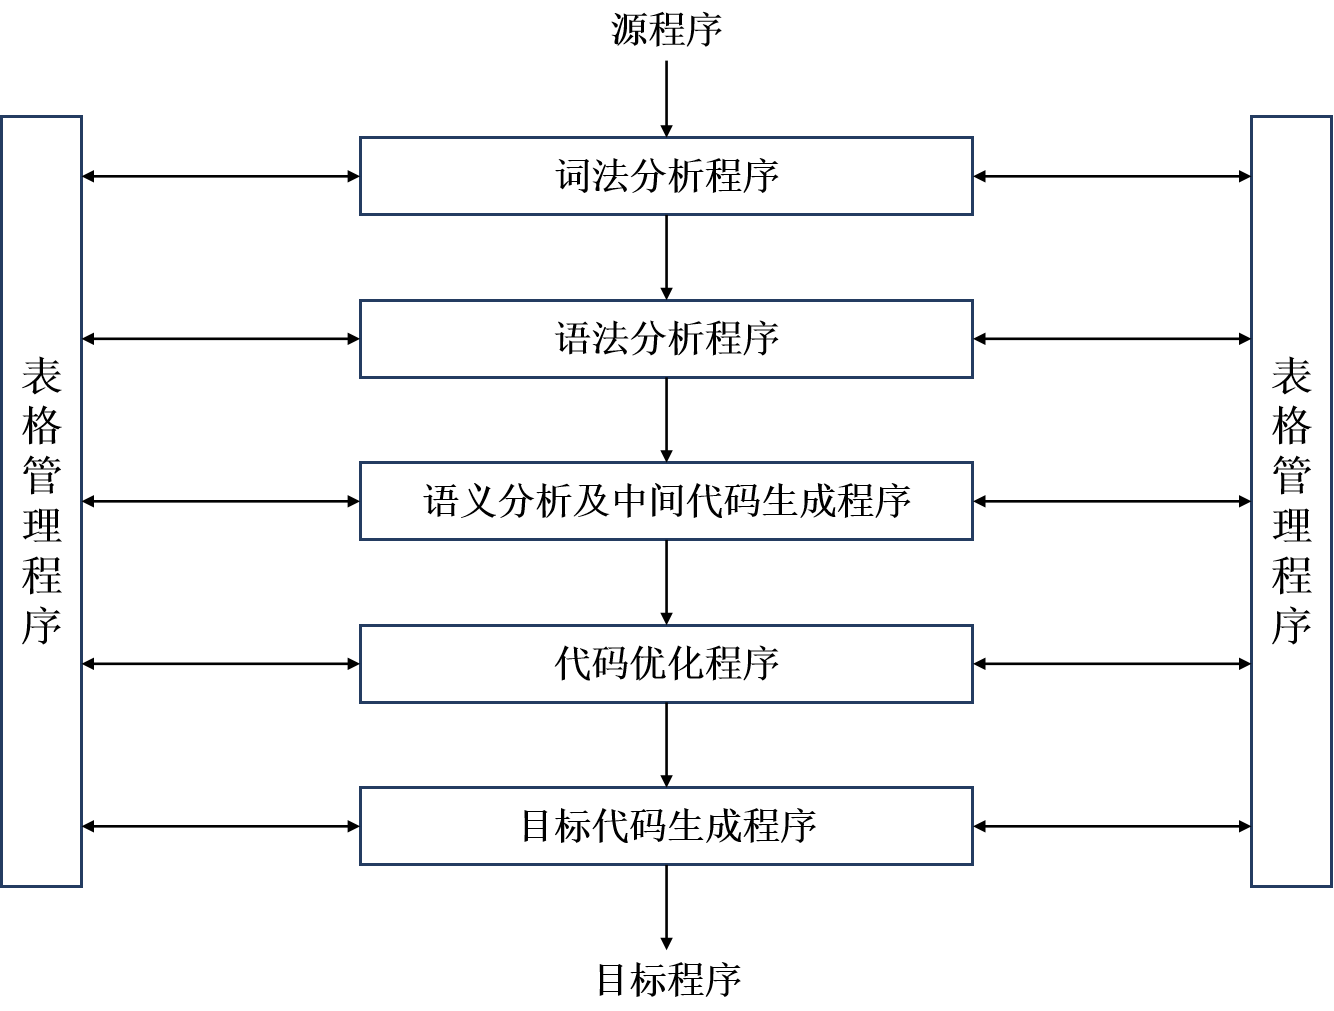 源程序
词法分析程序
语法分析程序
语义分析及中间代码生成程序
代码优化程序
目标代码生成程序
目标程序
表格管理程序
表格管理程序